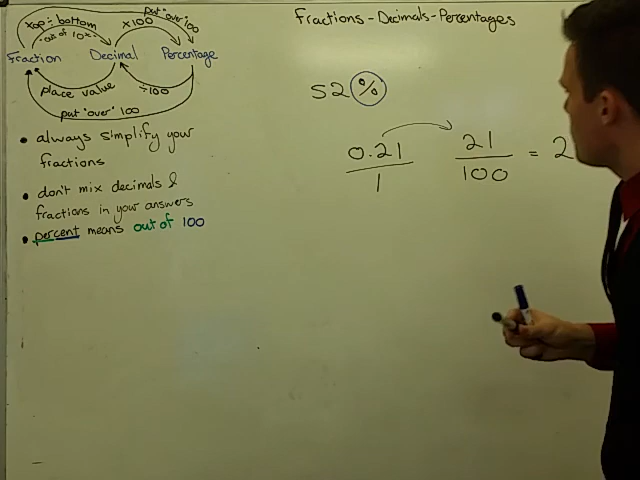 Fractions - Decimals - Percentages
put "over" 100
top ÷ bottom
"out of 10*"
×100
Fraction
Decimal
Percentage
place value
÷100
put "over" 100
• always simplify your
fractions
• don't mix decimals &
fractions in your answers
• percent means out of 100
52%
0.21
1
21
100
= 2